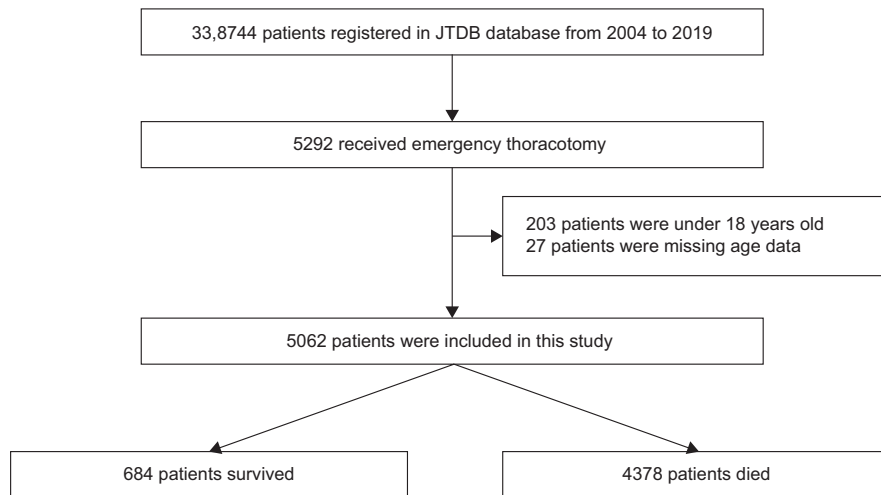 33,8744 patients registered in JTDB database from 2004 to 2019
5292 received emergency thoracotomy
203 patients were under 18 years old
27 patients were missing age data
5062 patients were included in this study
684 patients survived
4378 patients died